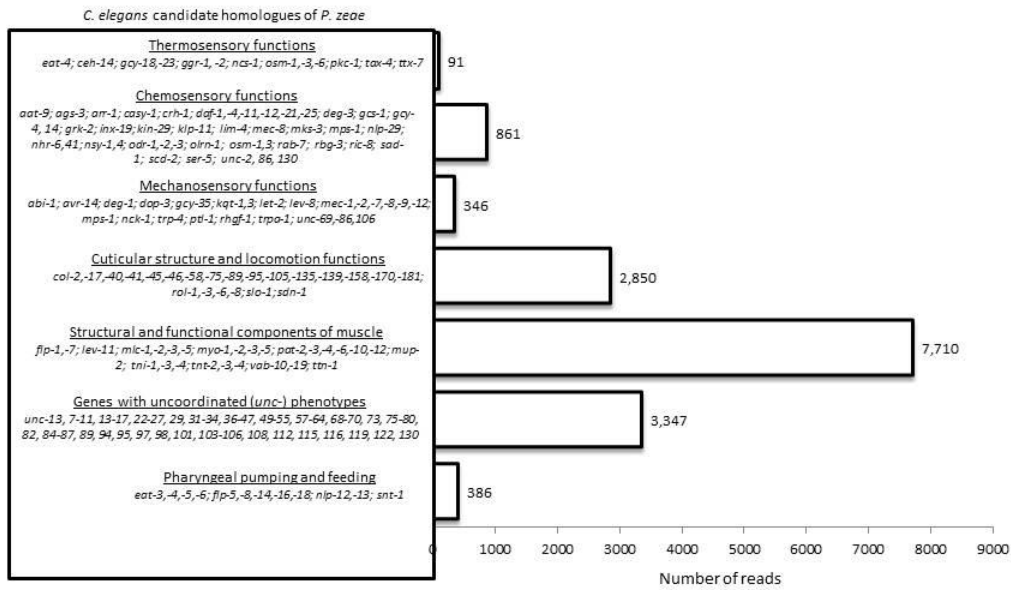 C. elegans candidate homologues of P. zeae
Thermosensory functions
eat-4; ceh-14; gcy-18,-23; ggr-1, -2; ncs-1; osm-1,-3,-6; pkc-1; tax-4; ttx-7
91
Chemosensory functions
aat-9; ags-3; arr-1; casy-1; crh-1; daf-1,-4,-11,-12,-21,-25; deg-3; gcs-1; gcy-
4, 14; grk-2; inx-19; kin-29; klp-11; lim-4; mec-8; mks-3; mps-1; nlp-29;
nhr-6,41; nsy-1,4; odr-1,-2,-3; olrn-1; osm-1,3; rab-7; rbg-3; ric-8; sad-
1; scd-2; ser-5; unc-2, 86, 130
861
Mechanosensory functions
abi-1; avr-14; deg-1; dop-3; gcy-35; kqt-1,3; let-2; lev-8; mec-1,-2,-7,-8,-9,-12;
mps-1; nck-1; trp-4; ptl-1; rhgf-1; trpa-1; unc-69,-86,106
346
Cuticular structure and locomotion functions
col-2,-17,-40,-41,-45,-46,-58,-75,-89,-95,-105,-135,-139,-158,-170,-181;
rol-1,-3,-6,-8; slo-1; sdn-1
2,850
Structural and functional components of muscle
flp-1,-7; lev-11; mlc-1,-2,-3,-5; myo-1,-2,-3,-5; pat-2,-3,-4,-6,-10,-12; mup-
2; tni-1,-3,-4; tnt-2,-3,-4; vab-10,-19; ttn-1
7,710
Genes with uncoordinated (unc-) phenotypes
unc-13, 7-11, 13-17, 22-27, 29, 31-34, 36-47, 49-55, 57-64, 68-70, 73, 75-80,
82, 84-87, 89, 94, 95, 97, 98, 101, 103-106, 108, 112, 115, 116, 119, 122, 130
3,347
Pharyngeal pumping and feeding
eat-3,-4,-5,-6; flp-5,-8,-14,-16,-18; nlp-12,-13; snt-1
386
0 1000 2000 3000 4000 5000 6000 7000 8000 9000
Number of reads